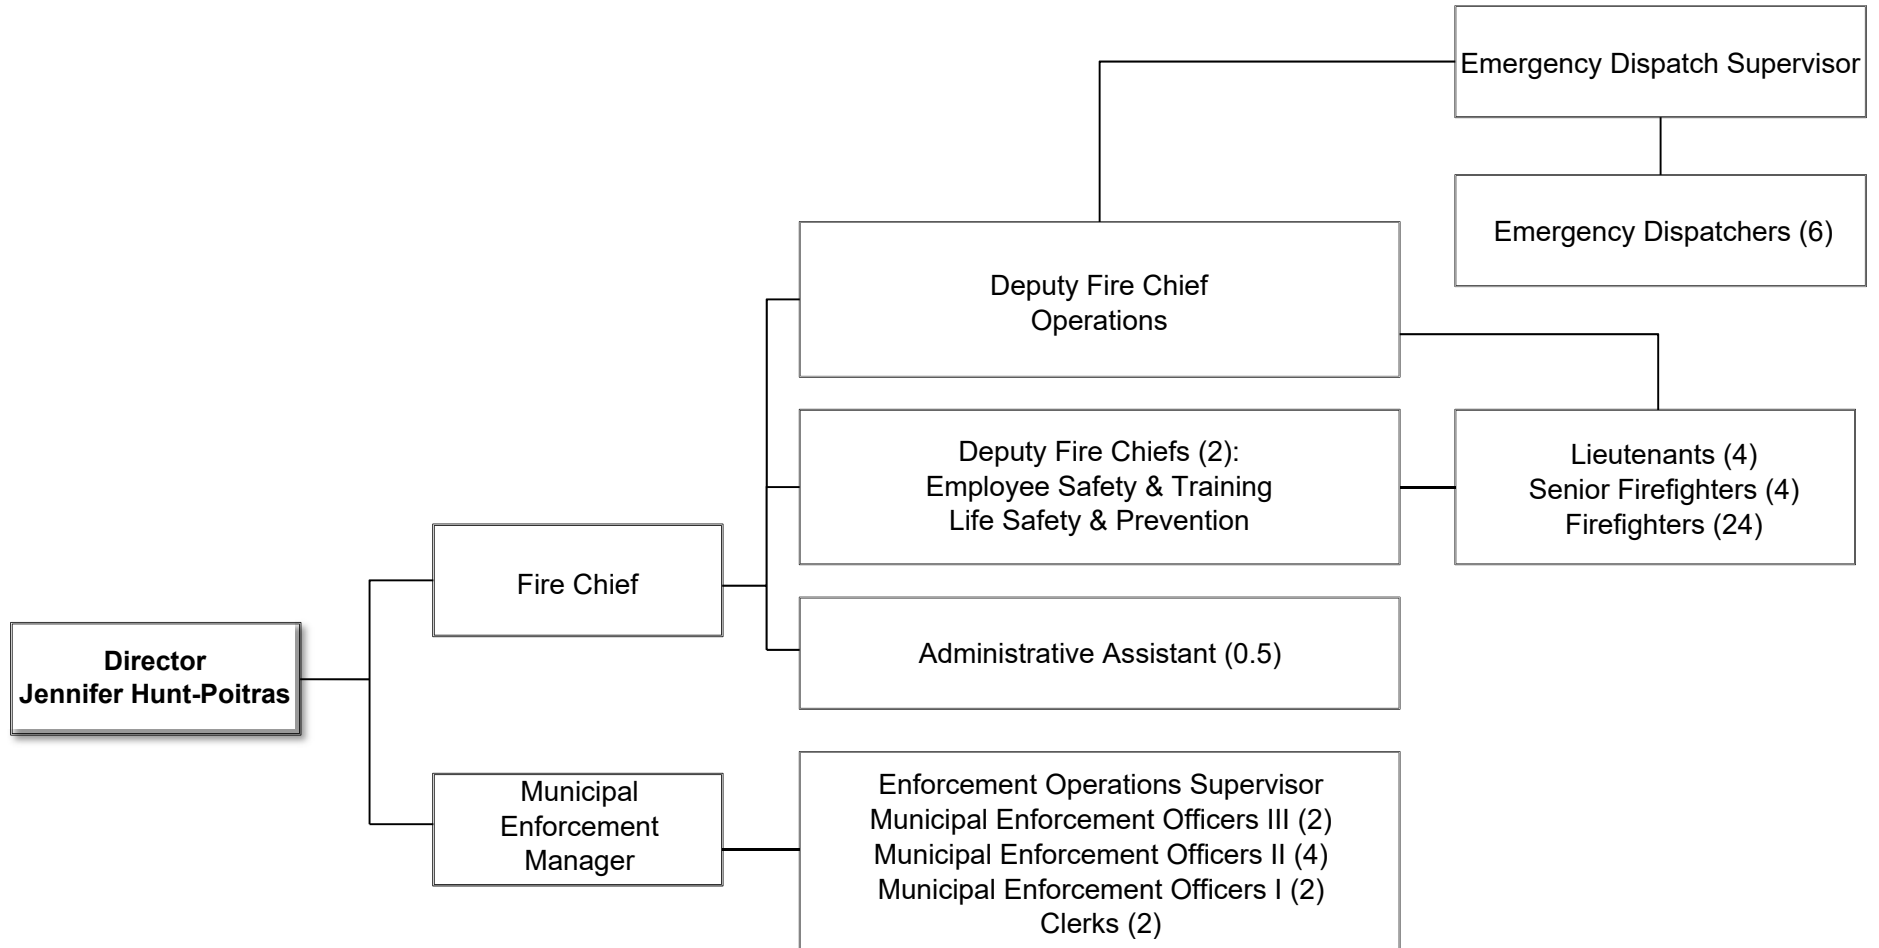 Emergency Dispatch Supervisor
Emergency Dispatchers (6)
Deputy Fire Chief
Operations
Deputy Fire Chiefs (2):
Employee Safety & Training
Life Safety & Prevention
Lieutenants (4)
Senior Firefighters (4)
Firefighters (24)
Fire Chief
Administrative Assistant (0.5)
Director
Jennifer Hunt-Poitras
Municipal
Enforcement
Manager
Enforcement Operations Supervisor
Municipal Enforcement Officers III (2)
Municipal Enforcement Officers II (4)
Municipal Enforcement Officers I (2)
Clerks (2)